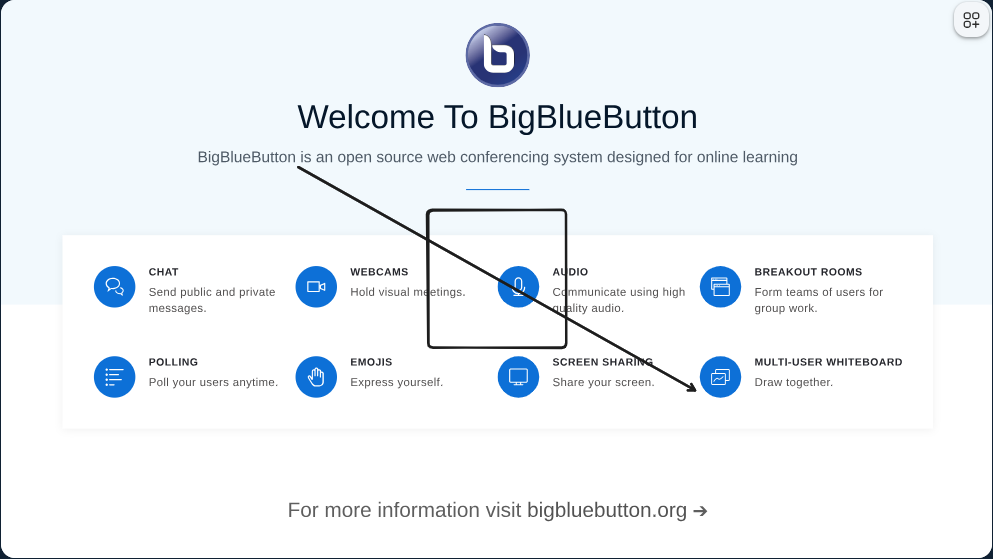 Welcome To BigBlueButton
BigBlueButton is an open source web conferencing system designed for online learning
CHAT
Send public and private
messages.
WEBCAMS
Hold visual meetings.
AUDIO
Communicate using high
quality audio.
BREAKOUT ROOMS
Form teams of users for
group work.
POLLING
Poll your users anytime.
EMOJIS
Express yourself.
SCREEN SHARING
Share your screen.
MULTI-USER WHITEBOARD
Draw together.
For more information visit bigbluebutton.org ➔